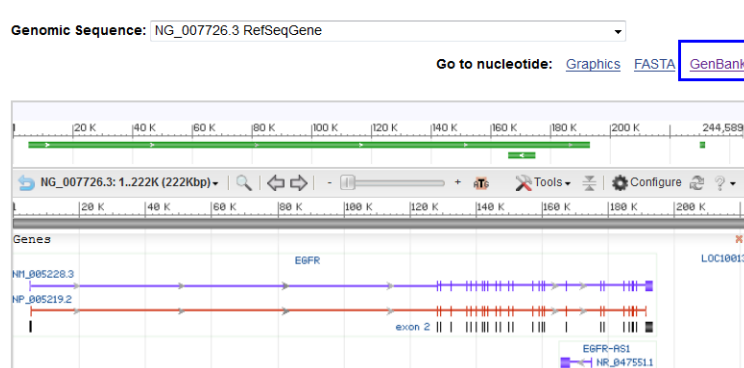 Genomic Sequence: NG_007726.3 RefSeqGene
Go to nucleotide: Graphics FASTA GenBank
20 K 40 K 60 K 80 K 100 K 120 K 140 K 160 K 180 K 200 K 244,589
NG_007726.3: 1..222K (222Kbp) - + Tools Configure ?
1 20 K 40 K 60 K 80 K 100 K 120 K 140 K 160 K 180 K 200 K
Genes
EGFR LOC10013
NM_005228.3
NP_005219.2
exon 2
EGFR-AS1
NR_047551.1